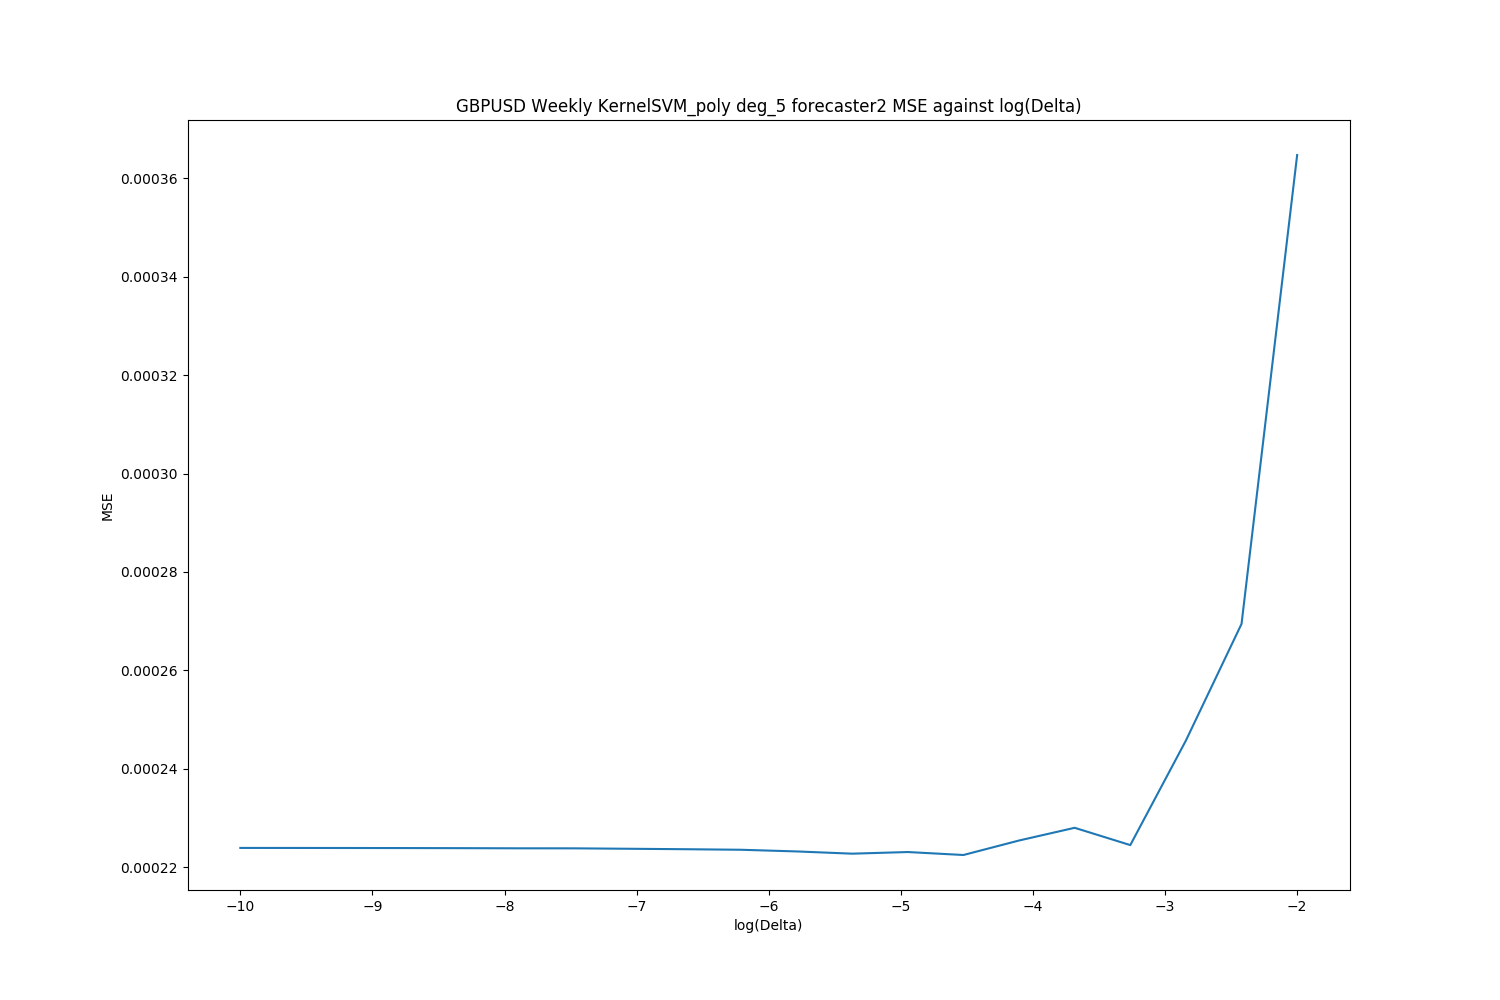 GBPUSD Weekly KernelSVM_poly deg_5 forecaster2 MSE against log(Delta)
0.00036
0.00034
0.00032
0.00030
0.00028
0.00026
0.00024
0.00022
MSE
−10 −9 −8 −7 −6 −5 −4 −3 −2
log(Delta)